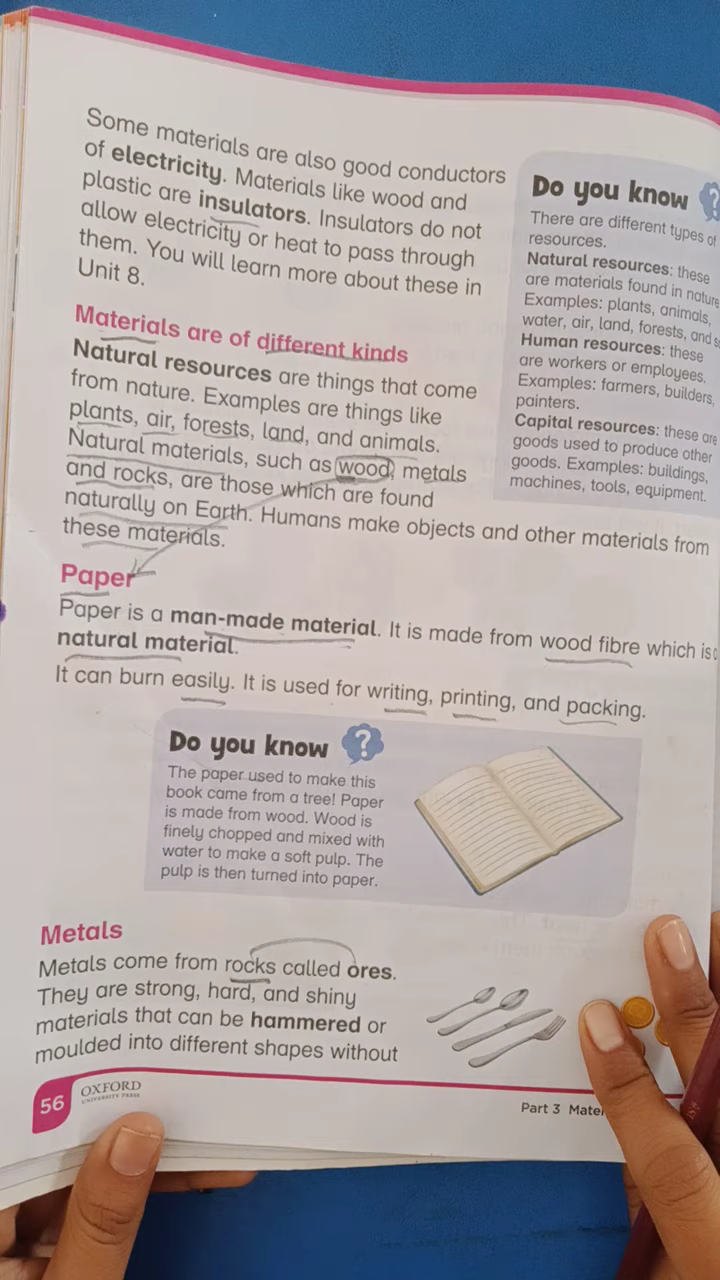 Some materials are also good conductors
of electricity. Materials like wood and
plastic are insulators. Insulators do not
allow electricity or heat to pass through
them. You will learn more about these in
Unit 8.
Materials are of different kinds
Natural resources are things that come
from nature. Examples are things like
plants, air, forests, land, and animals.
Natural materials, such as wood, metals
and rocks, are those which are found
naturally on Earth. Humans make objects and other materials from
these materials.
Do you know ?
There are different types of
resources.
Natural resources: these
are materials found in nature
Examples: plants, animals,
water, air, land, forests, and
Human resources: these
are workers or employees.
Examples: farmers, builders,
painters.
Capital resources: these are
goods used to produce other
goods. Examples: buildings,
machines, tools, equipment.
Paper
Paper is a man-made material. It is made from wood fibre which is
natural material.
It can burn easily. It is used for writing, printing, and packing.
Do you know ?
The paper used to make this
book came from a tree! Paper
is made from wood. Wood is
finely chopped and mixed with
water to make a soft pulp. The
pulp is then turned into paper.
Metals
Metals come from rocks called ores.
They are strong, hard, and shiny
materials that can be hammered or
moulded into different shapes without
56
OXFORD
UNIVERSITY PRESS
Part 3